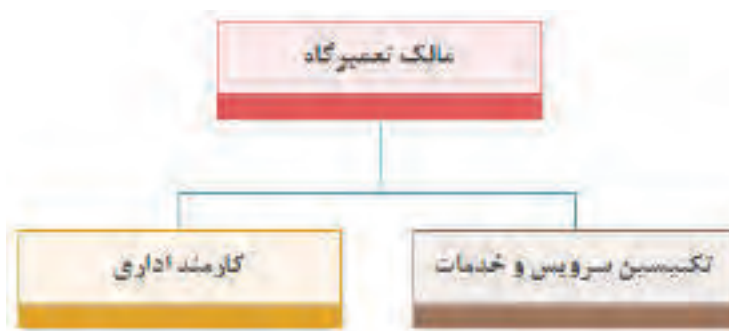 مالک تعمیرگاه
تکنیسین سرویس و خدمات
کارمند اداری